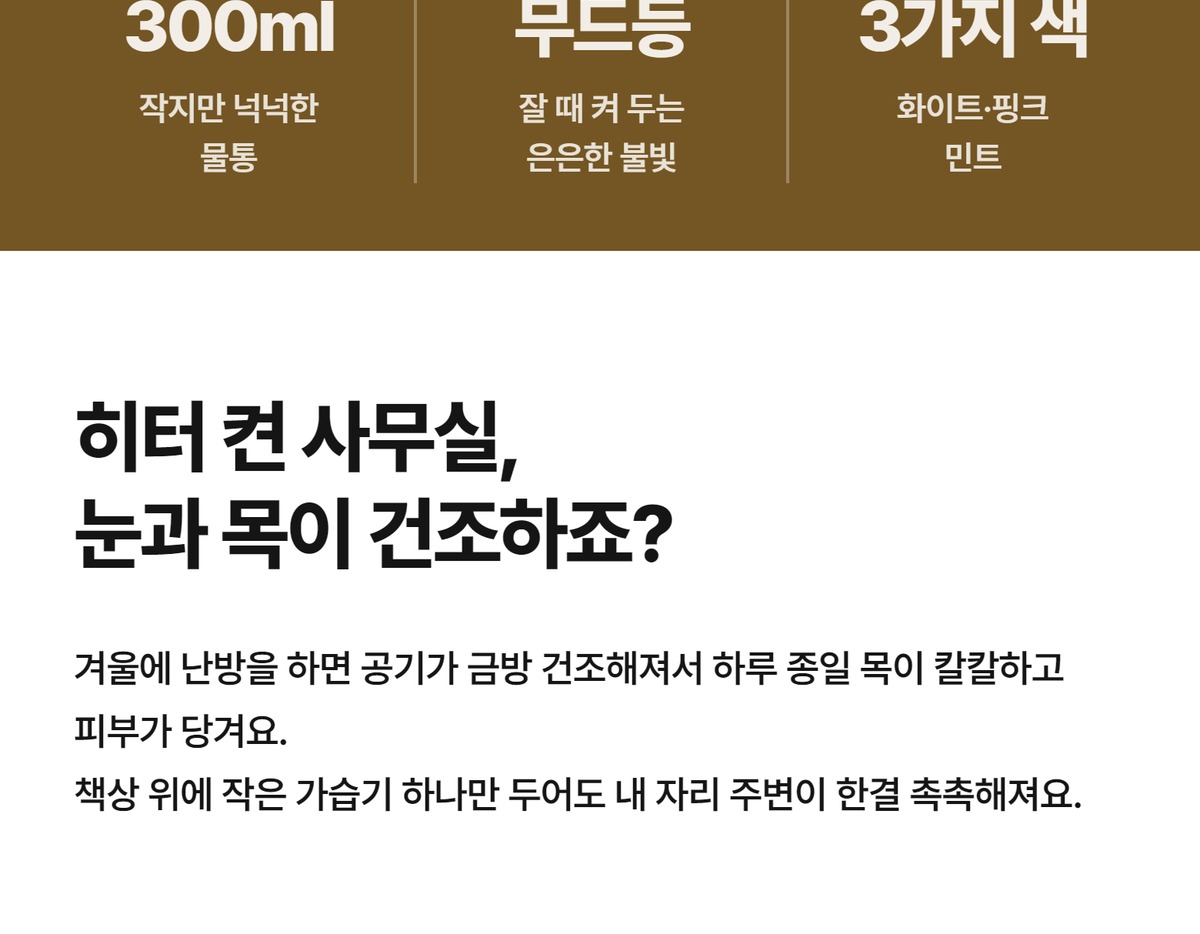 300ml
무드등
3가지 색
작지만 넉넉한
물통
잘 때 켜 두는
은은한 불빛
화이트·핑크
민트
히터 켠 사무실,
눈과 목이 건조하죠?
겨울에 난방을 하면 공기가 금방 건조해져서 하루 종일 목이 칼칼하고
피부가 당겨요.
책상 위에 작은 가습기 하나만 두어도 내 자리 주변이 한결 촉촉해져요.